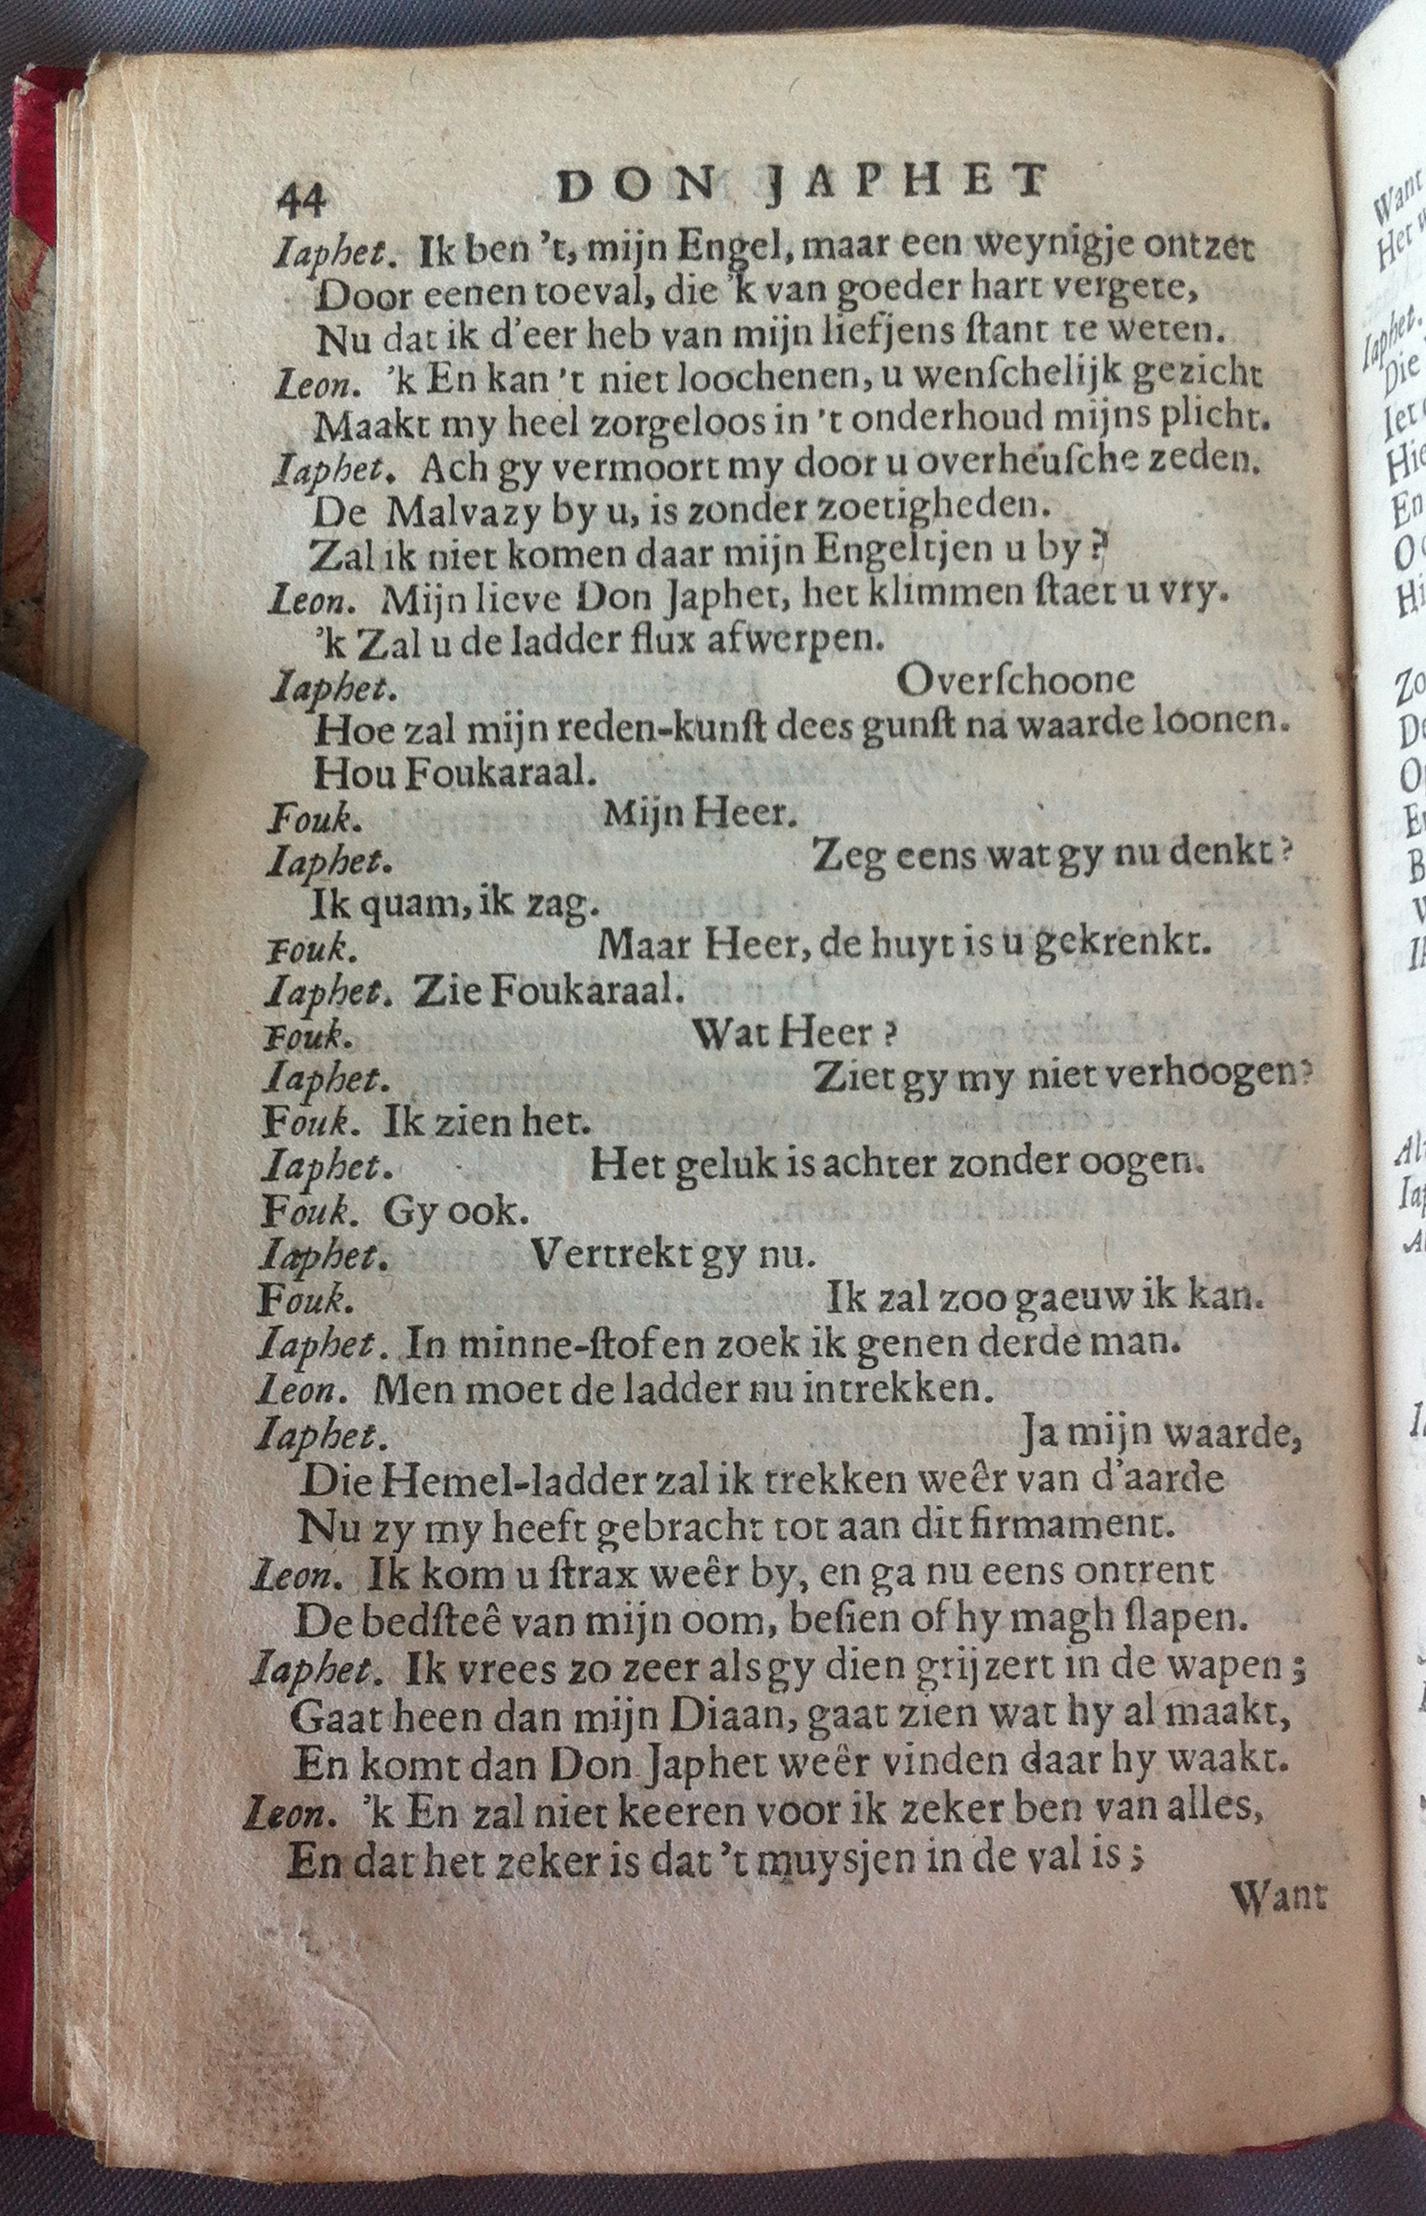 44 DON JAPHET
Iaphet. Ik ben 't, mijn Engel, maar een weynigje ontzet
Door eenen toeval, die 'k van goeder hart vergete,
Nu dat ik d'eer heb van mijn liefjens ſtant te weten.
Leon. 'k En kan 't niet loochenen, u wenſchelijk gezicht
Maakt my heel zorgeloos in 't onderhoud mijns plicht.
Iaphet. Ach gy vermoort my door u overheuſche zeden.
De Malvazy by u, is zonder zoetigheden.
Zal ik niet komen daar mijn Engeltjen u by?
Leon. Mijn lieve Don Japhet, het klimmen ſtaet u vry.
'k Zal u de ladder flux afwerpen.
Iaphet. Overſchoone
Hoe zal mijn reden-kunſt dees gunſt na waarde loonen.
Hou Foukaraal.
Fouk. Mijn Heer.
Iaphet. Zeg eens wat gy nu denkt?
Ik quam, ik zag.
Fouk. Maar Heer, de huyt is u gekrenkt.
Iaphet. Zie Foukaraal.
Fouk. Wat Heer?
Iaphet. Ziet gy my niet verhoogen?
Fouk. Ik zien het.
Iaphet. Het geluk is achter zonder oogen.
Fouk. Gy ook.
Iaphet. Vertrekt gy nu.
Fouk. Ik zal zoo gaeuw ik kan.
Iaphet. In minne-ſtofen zoek ik genen derde man.
Leon. Men moet de ladder nu intrekken.
Iaphet. Ja mijn waarde,
Die Hemel-ladder zal ik trekken weêr van d'aarde
Nu zy my heeft gebracht tot aan dit firmament.
Leon. Ik kom u ſtrax weêr by, en ga nu eens ontrent
De bedſteê van mijn oom, beſien of hy magh ſlapen.
Iaphet. Ik vrees zo zeer als gy dien grijzert in de wapen;
Gaat heen dan mijn Diaan, gaat zien wat hy al maakt,
En komt dan Don Japhet weêr vinden daar hy waakt.
Leon. 'k En zal niet keeren voor ik zeker ben van alles,
En dat het zeker is dat 't muysjen in de val is;
Want